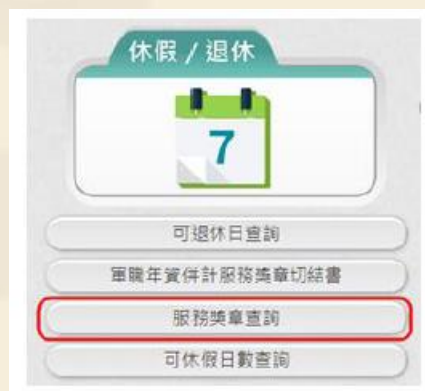 休假 / 退休
7
可退休日查詢
軍職年資併計服務獎章切結書
服務獎章查詢
可休假日數查詢